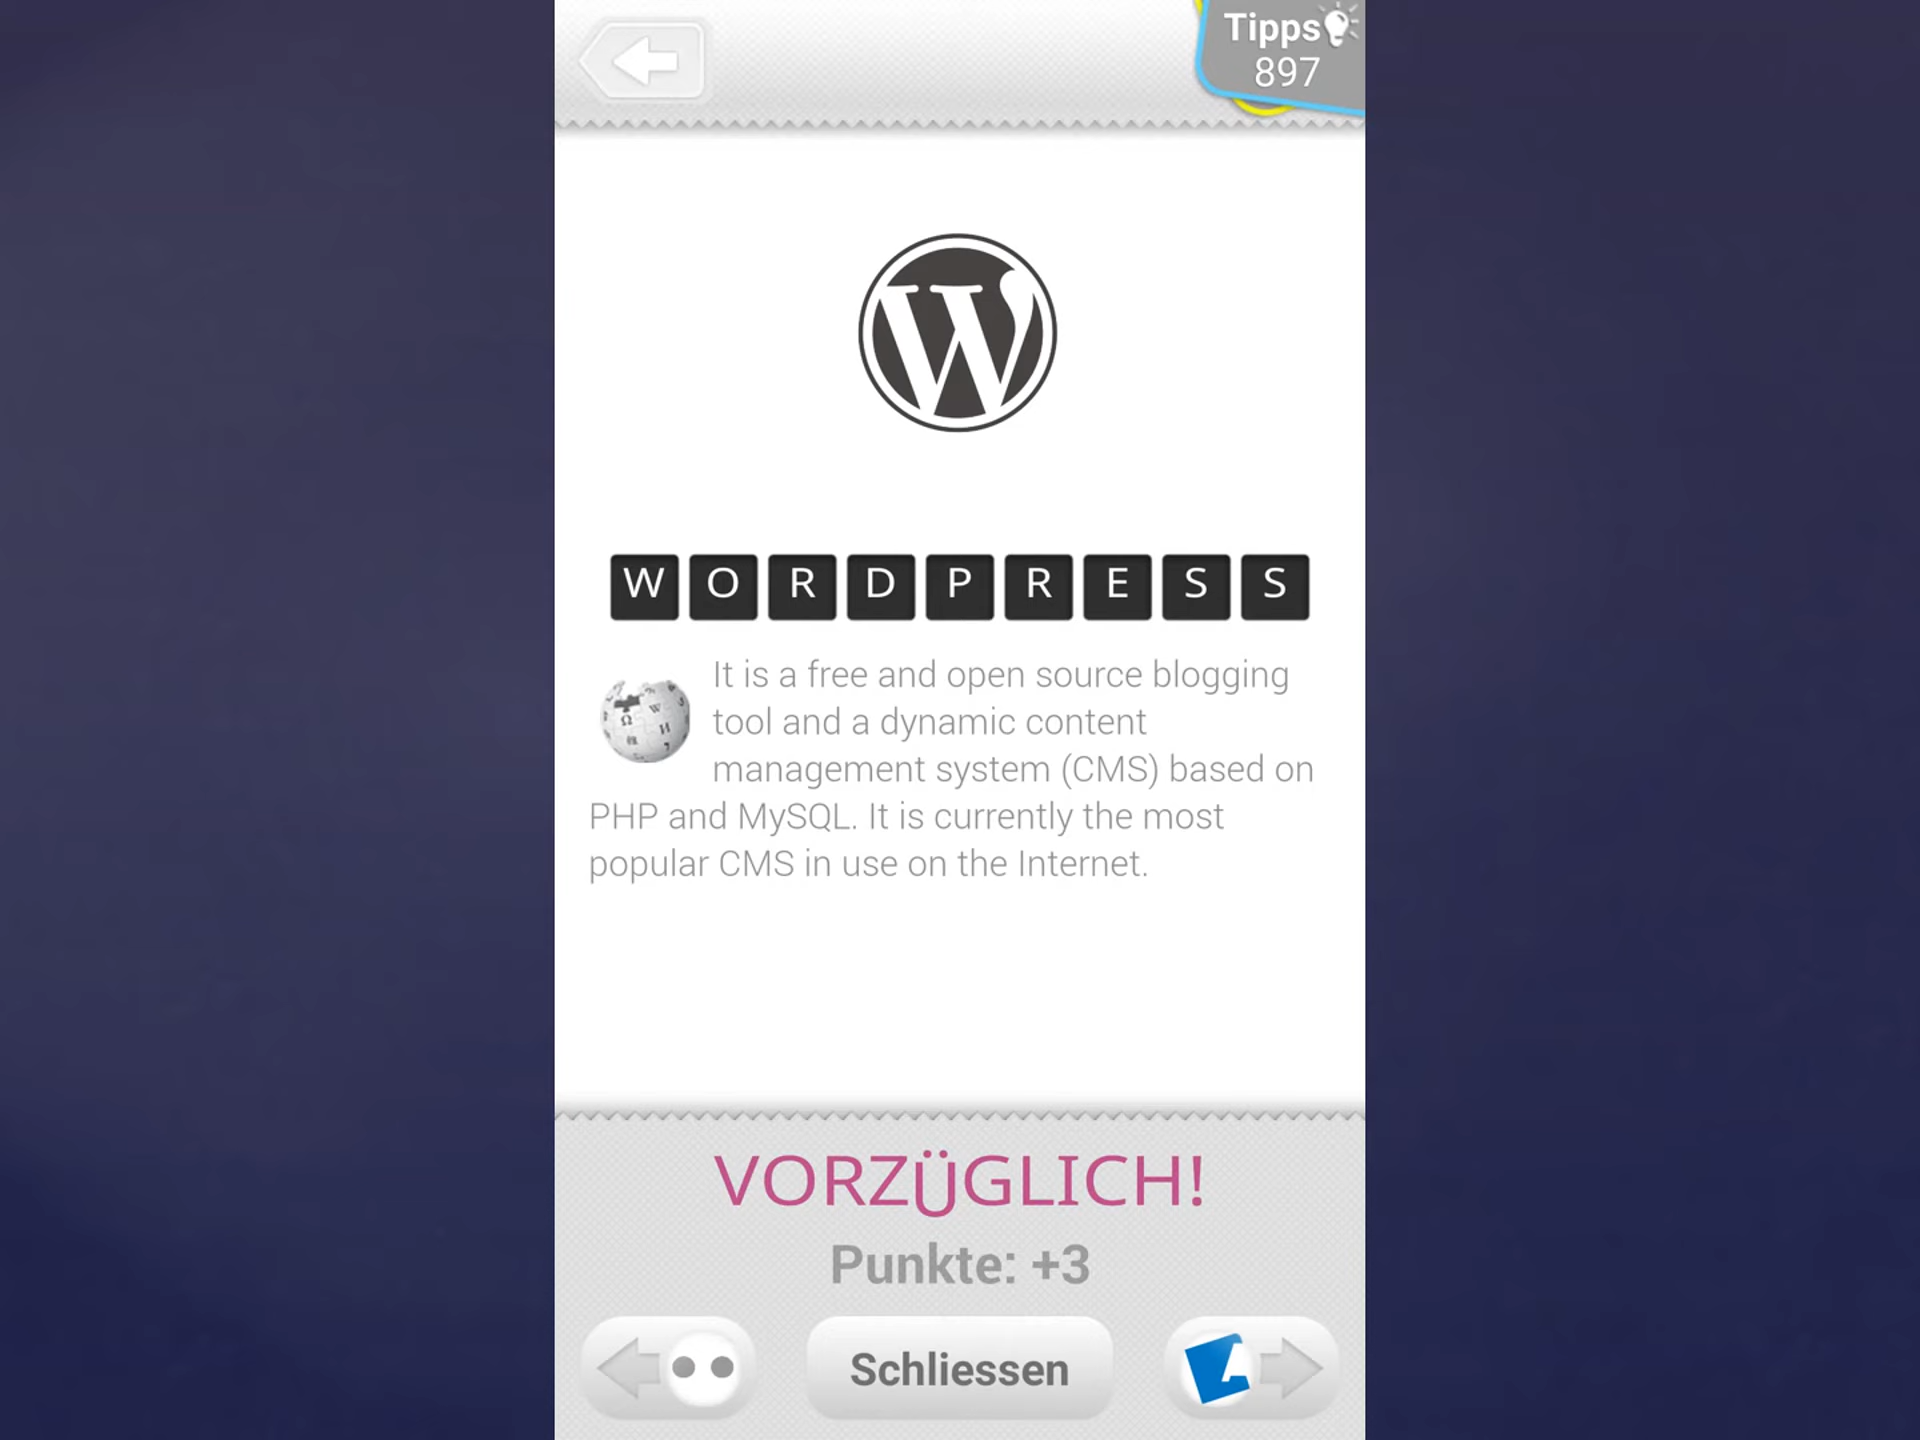 Tipps
897
W
WORDPRESS
It is a free and open source blogging
tool and a dynamic content
management system (CMS) based on
PHP and MySQL. It is currently the most
popular CMS in use on the Internet.
VORZÜGLICH!
Punkte: +3
Schliessen